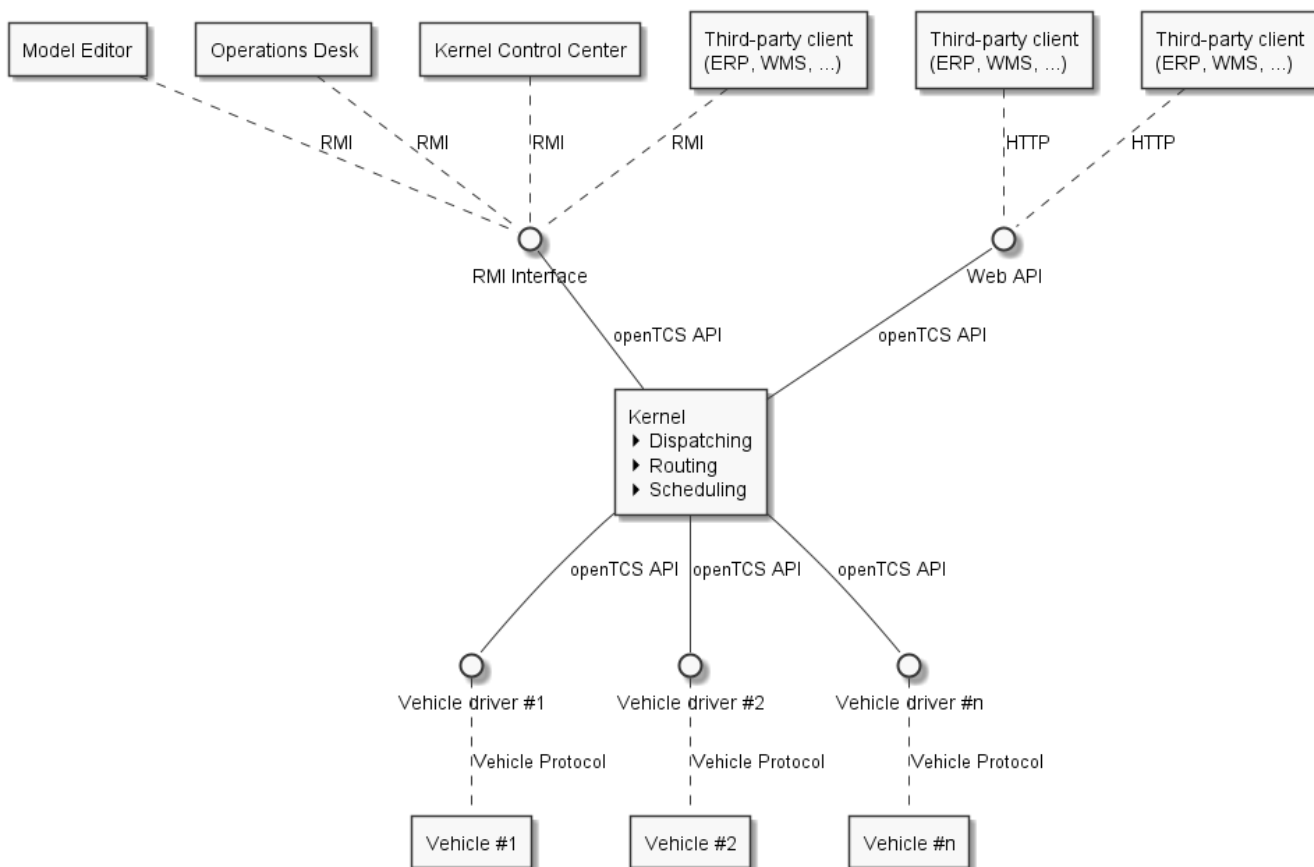 Model Editor
Operations Desk
Kernel Control Center
Third-party client
(ERP, WMS, ...)
Third-party client
(ERP, WMS, ...)
Third-party client
(ERP, WMS, ...)
RMI
RMI
RMI
RMI
HTTP
HTTP
RMI Interface
Web API
openTCS API
openTCS API
Kernel
Dispatching
Routing
Scheduling
openTCS API
openTCS API
openTCS API
Vehicle driver #1
Vehicle driver #2
Vehicle driver #n
Vehicle Protocol
Vehicle Protocol
Vehicle Protocol
Vehicle #1
Vehicle #2
Vehicle #n